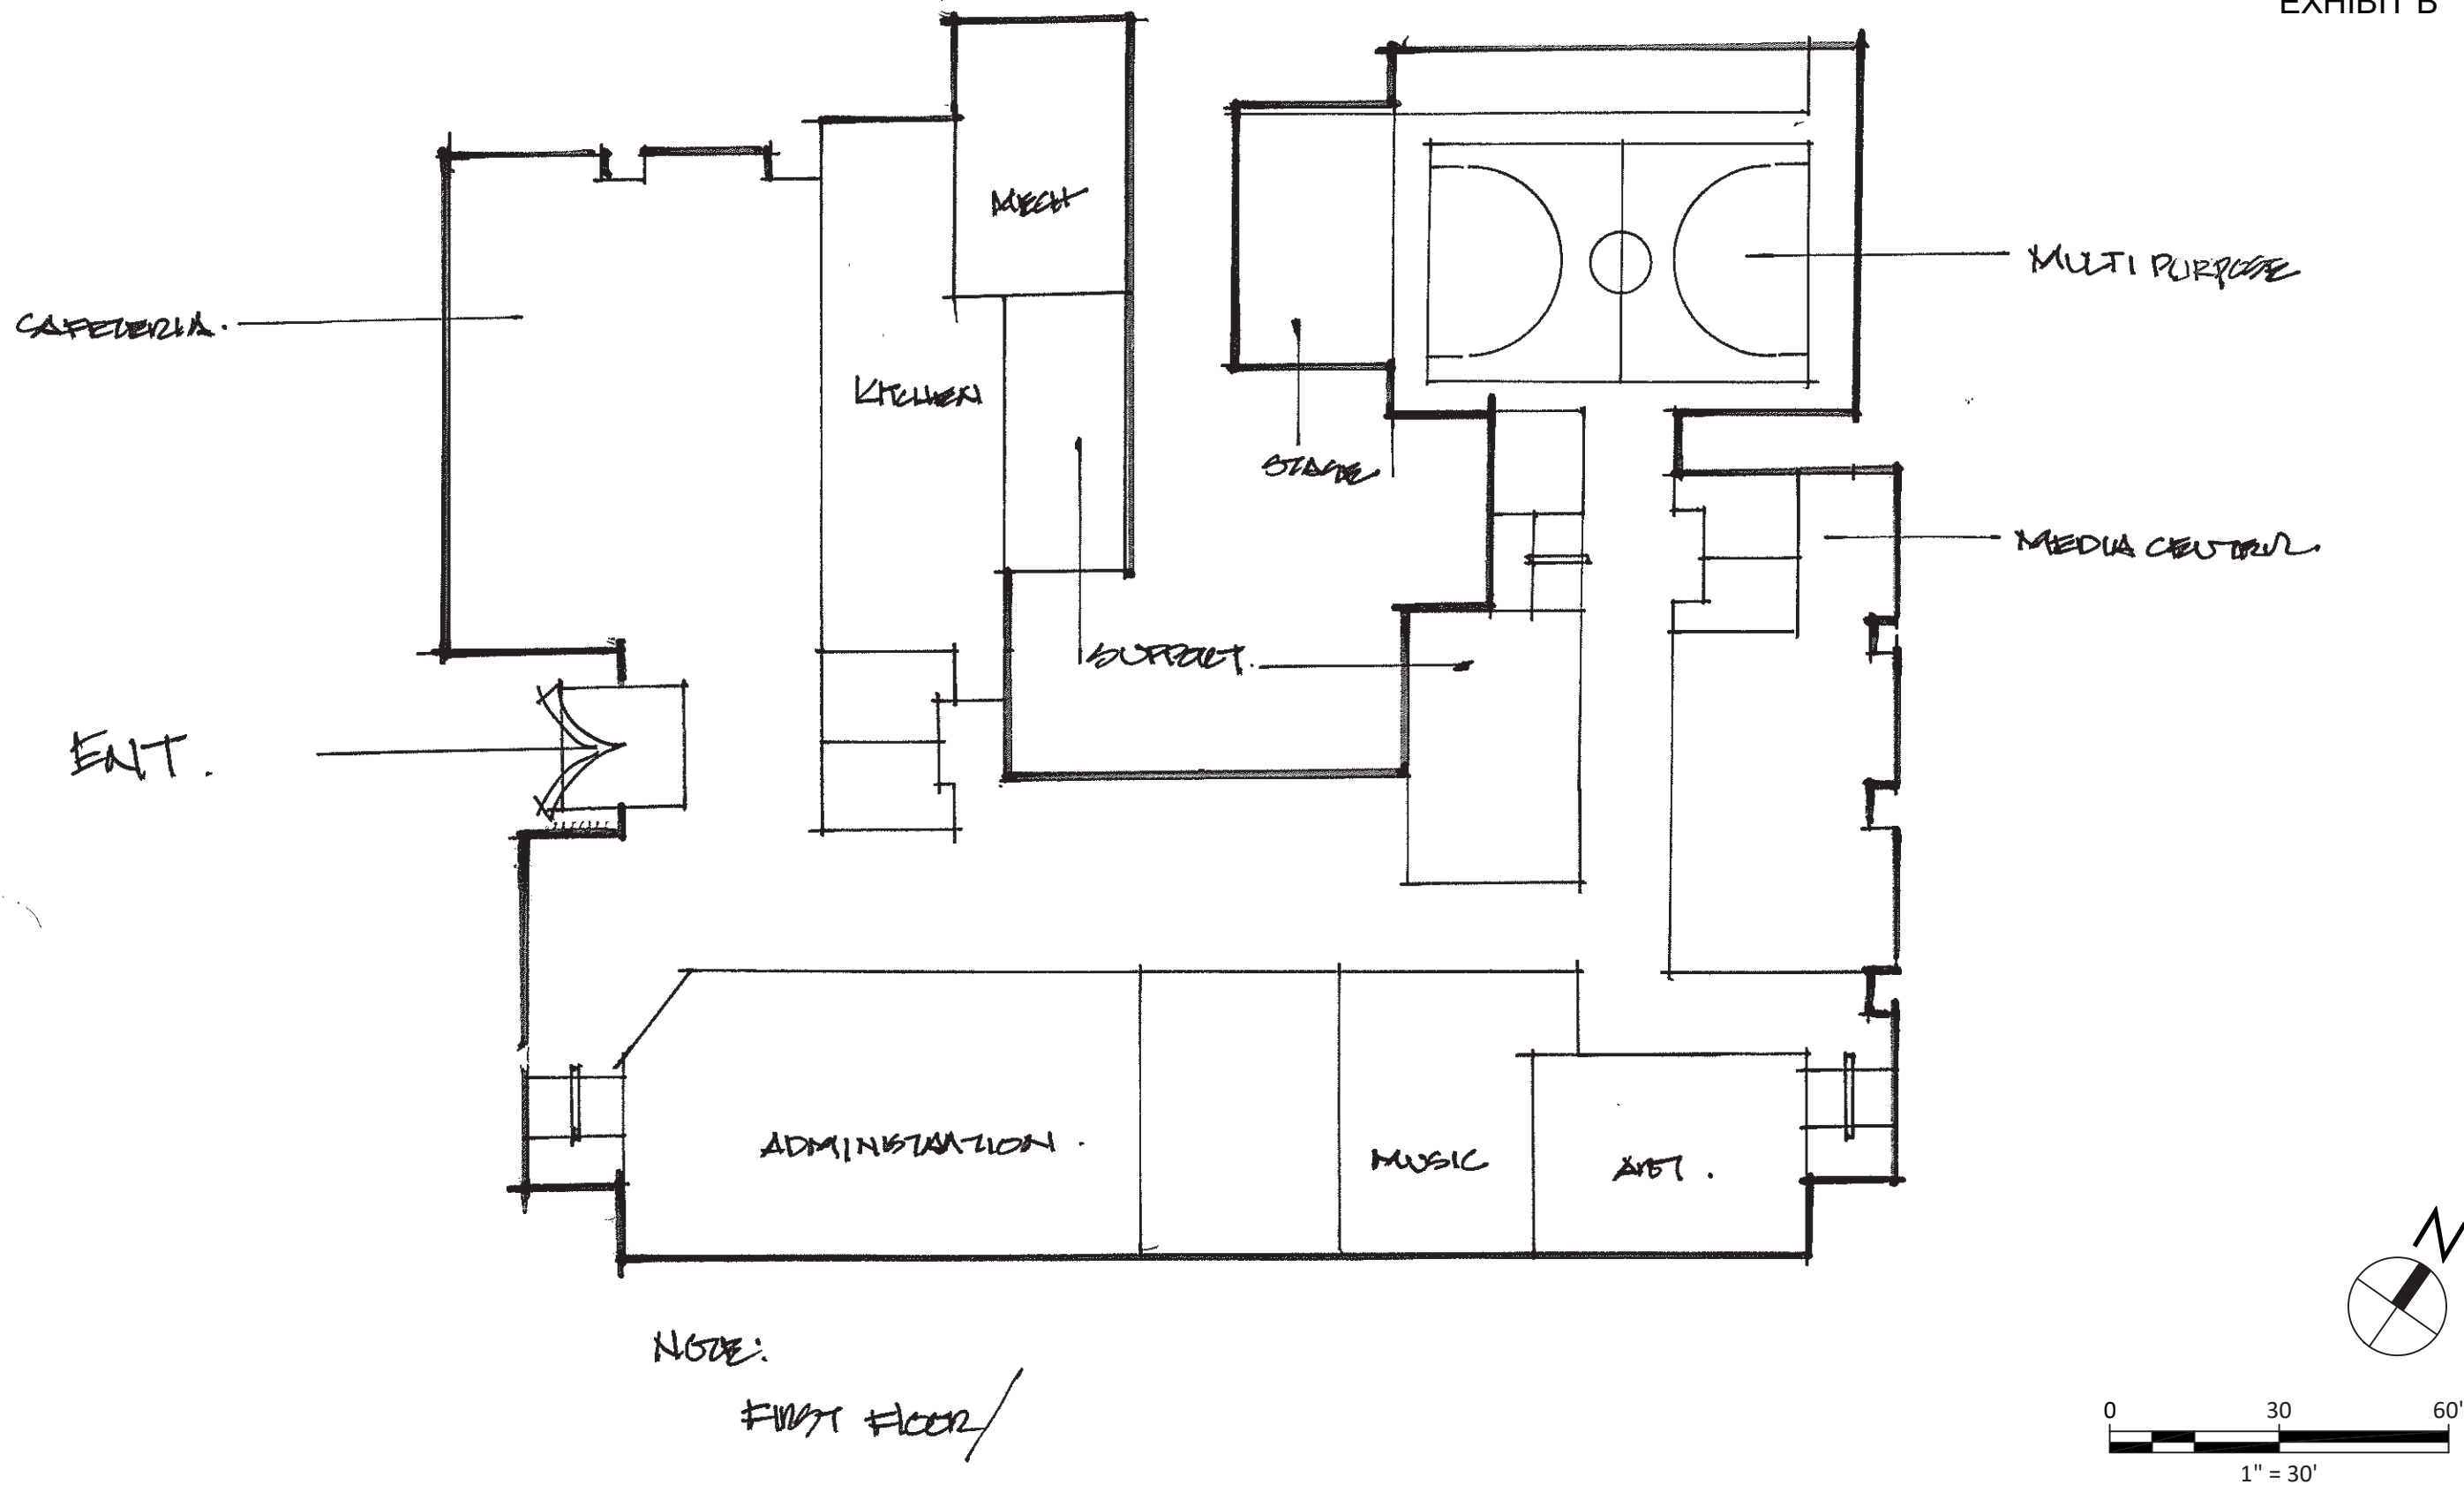 EXHIBIT B
MECH
MULTI PURPOSE
CAFETERIA.
KITCHEN
STAGE
MEDIA CENTER.
SUPPORT.
ENT.
ADMINISTRATION.
MUSIC
ART.
N
NOTE:
FIRST FLOOR/
0 30 60'
1" = 30'